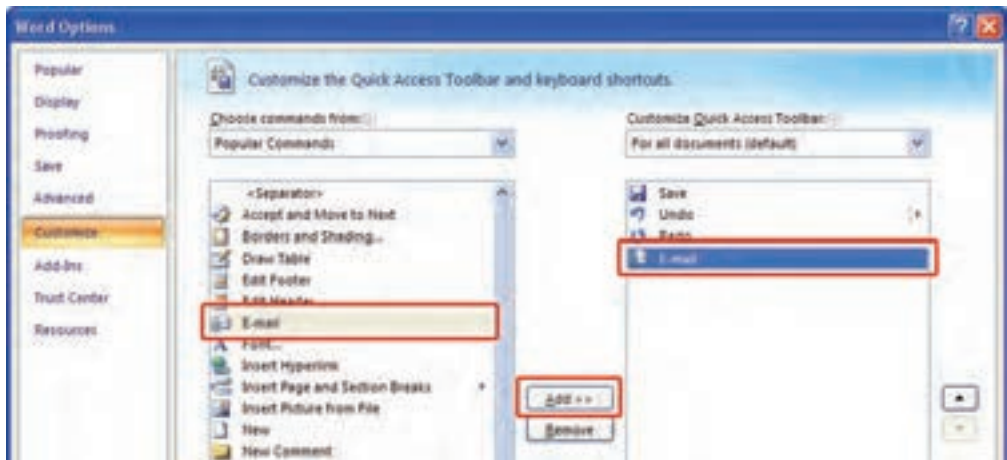 Word Options
Popular
Display
Proofing
Save
Advanced
Customize
Add-Ins
Trust Center
Resources
Customize the Quick Access Toolbar and keyboard shortcuts.
Choose commands from:
Popular Commands
<Separator>
Accept and Move to Next
Borders and Shading...
Draw Table
Edit Footer
Edit Header
E-mail
Font...
Insert Hyperlink
Insert Page and Section Breaks
Insert Picture from File
New
New Comment
Add >>
Remove
Customize Quick Access Toolbar:
For all documents (default)
Save
Undo
Redo
E-mail